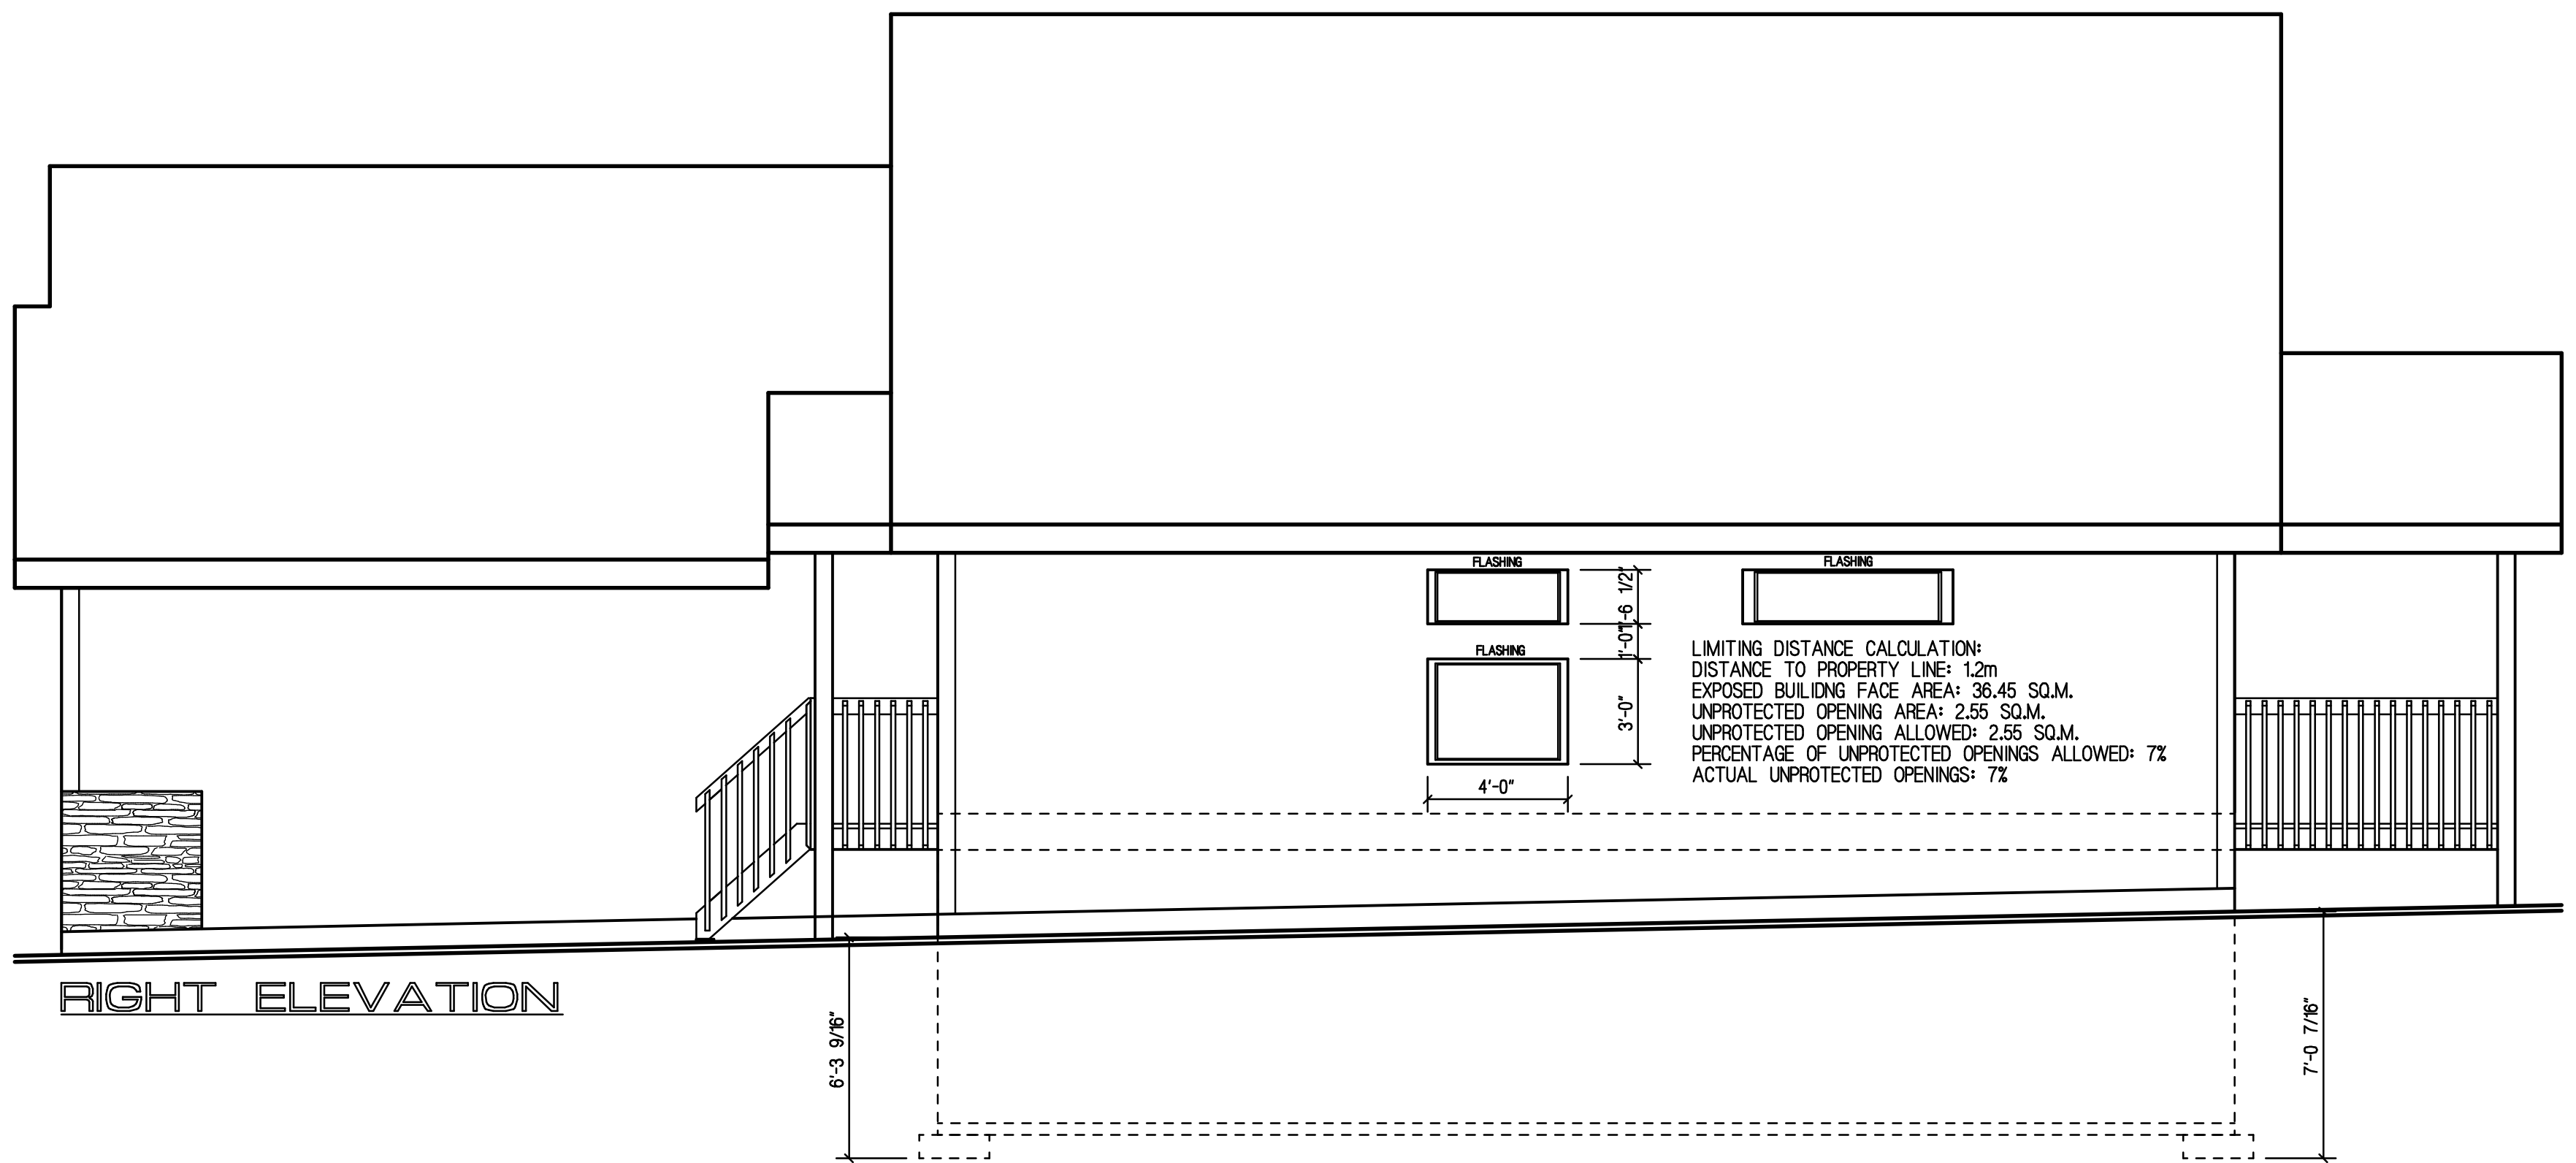 FLASHING
FLASHING
1'-6 1/2"
1'-0"
FLASHING
3'-0"
4'-0"
LIMITING DISTANCE CALCULATION:
DISTANCE TO PROPERTY LINE: 1.2m
EXPOSED BUILIDNG FACE AREA: 36.45 SQ.M.
UNPROTECTED OPENING AREA: 2.55 SQ.M.
UNPROTECTED OPENING ALLOWED: 2.55 SQ.M.
PERCENTAGE OF UNPROTECTED OPENINGS ALLOWED: 7%
ACTUAL UNPROTECTED OPENINGS: 7%
RIGHT ELEVATION
6'-3 9/16"
7'-0 7/16"